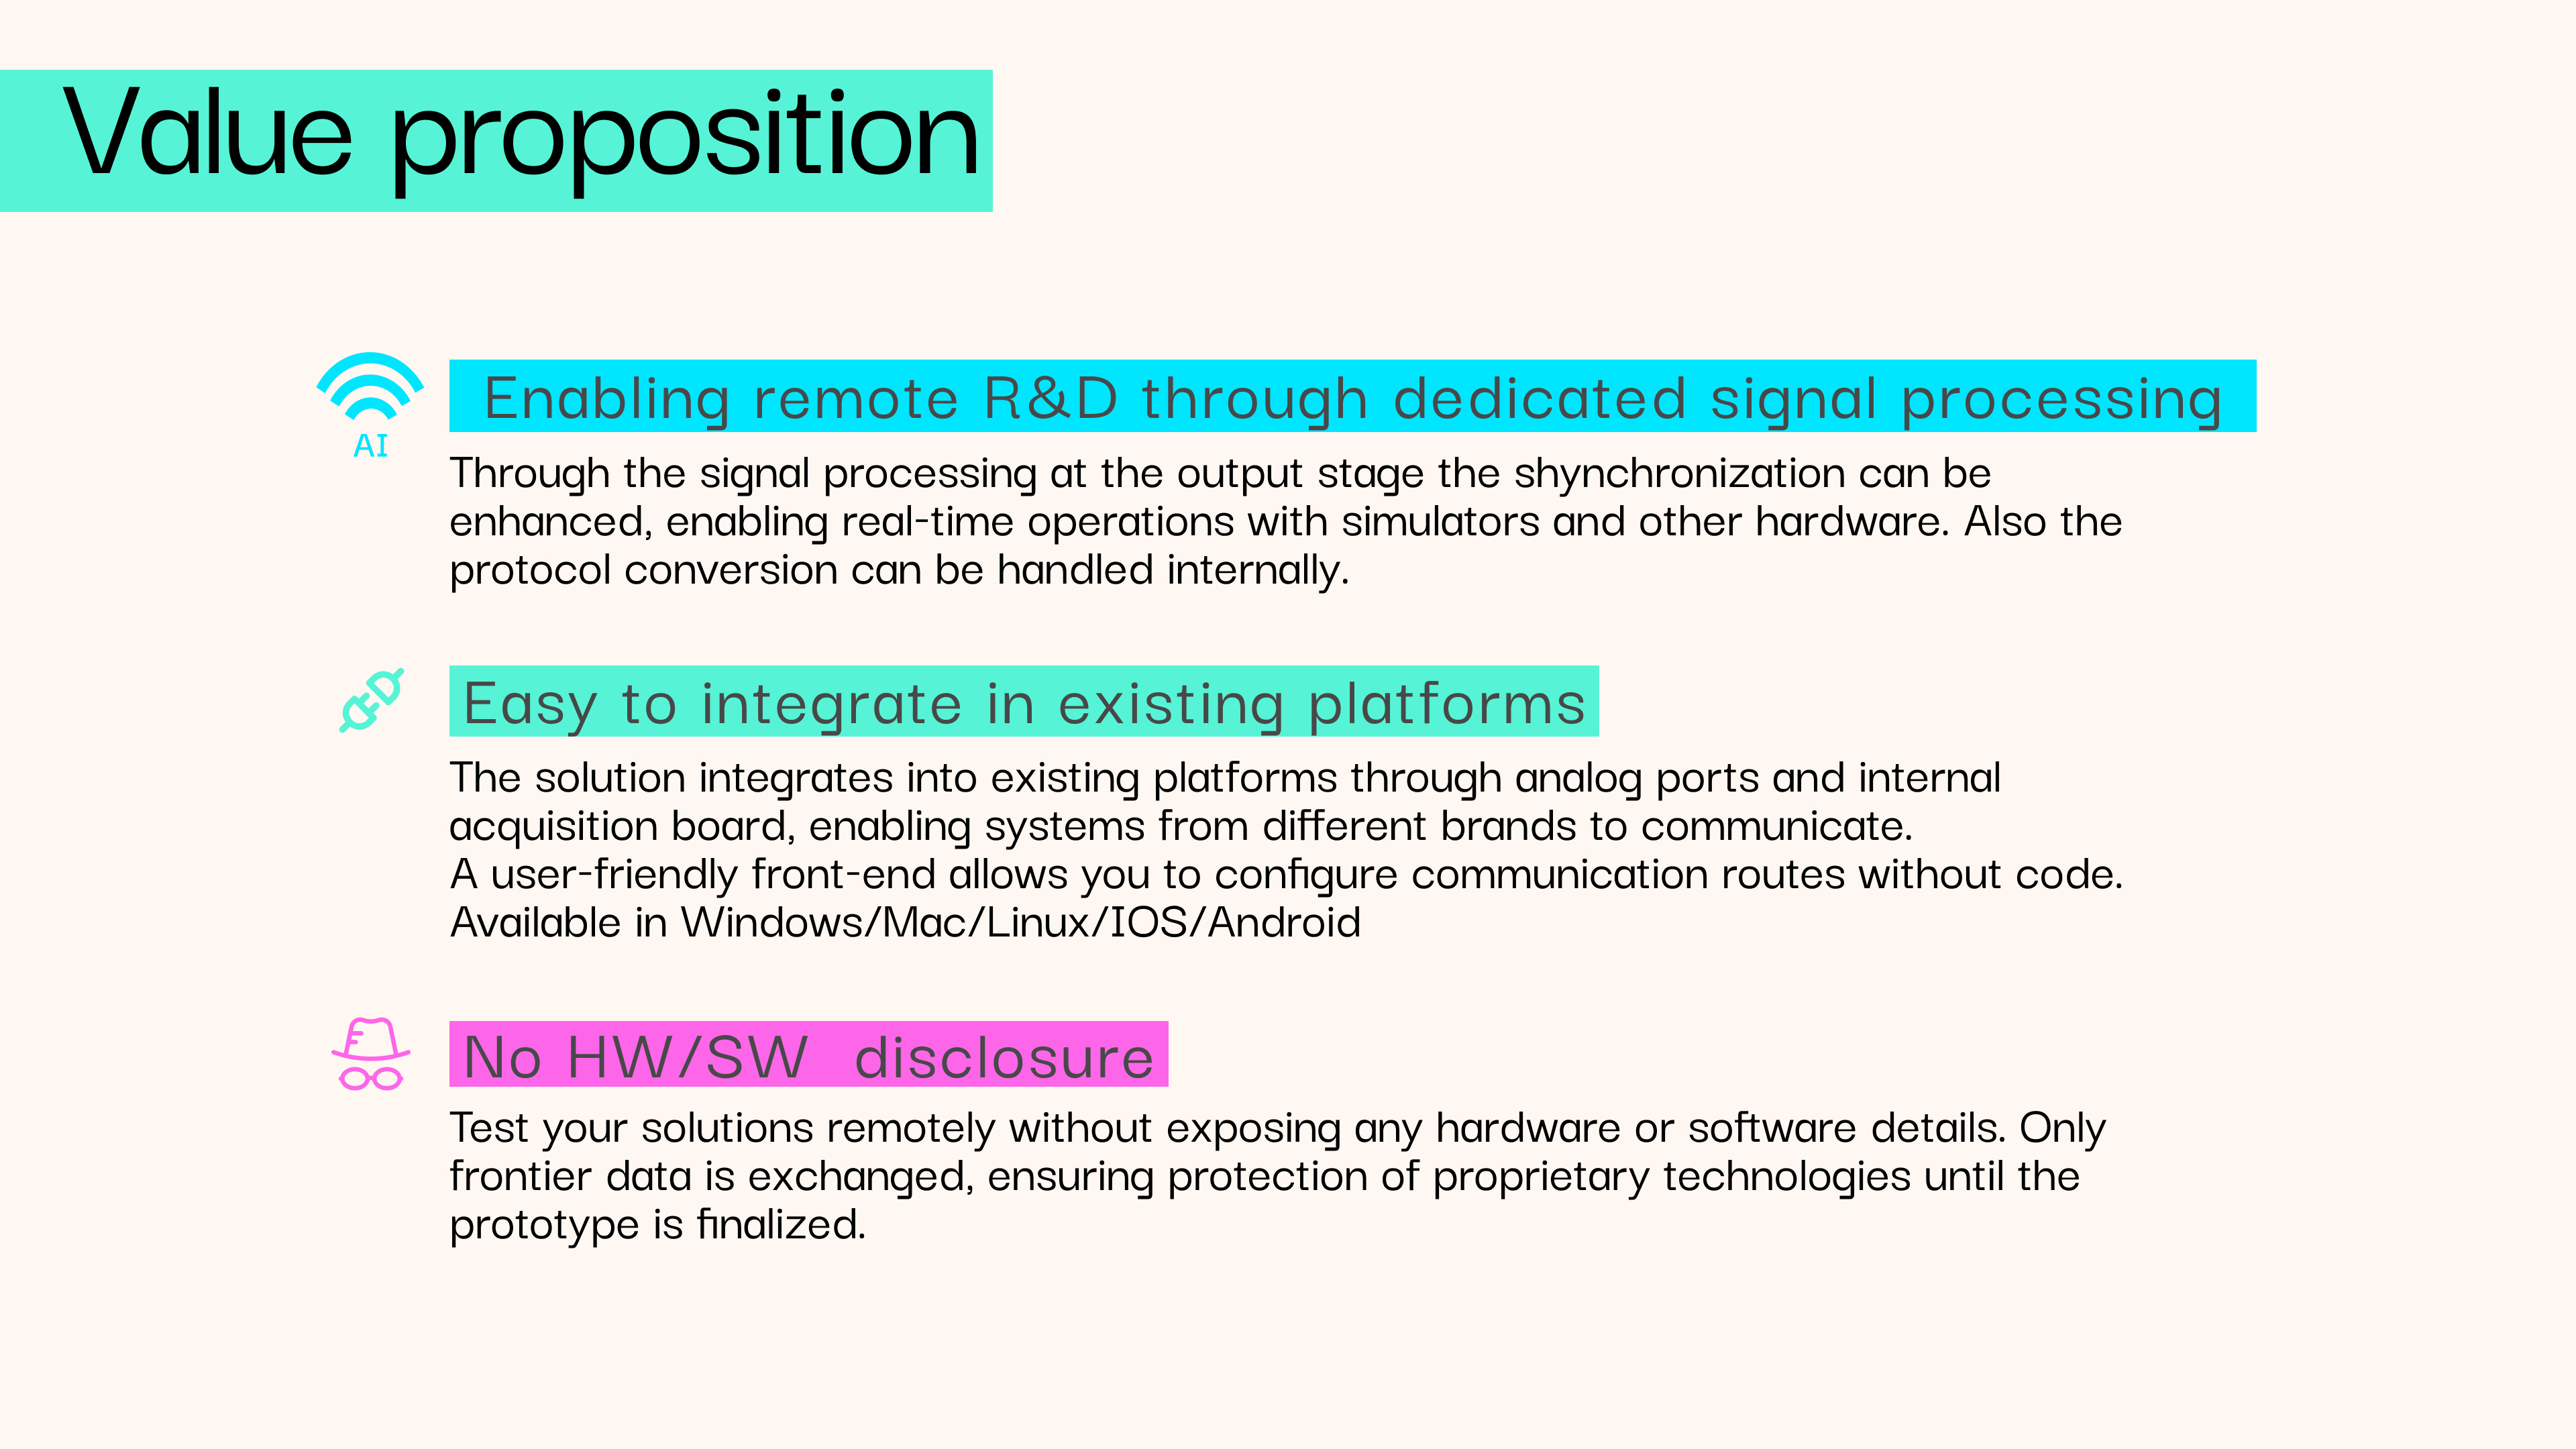 Value proposition
Enabling remote R&D through dedicated signal processing
AI
Through the signal processing at the output stage the shynchronization can be
enhanced, enabling real-time operations with simulators and other hardware. Also the
protocol conversion can be handled internally.
Easy to integrate in existing platforms
The solution integrates into existing platforms through analog ports and internal
acquisition board, enabling systems from different brands to communicate.
A user-friendly front-end allows you to configure communication routes without code.
Available in Windows/Mac/Linux/IOS/Android
No HW/SW  disclosure
Test your solutions remotely without exposing any hardware or software details. Only
frontier data is exchanged, ensuring protection of proprietary technologies until the
prototype is finalized.